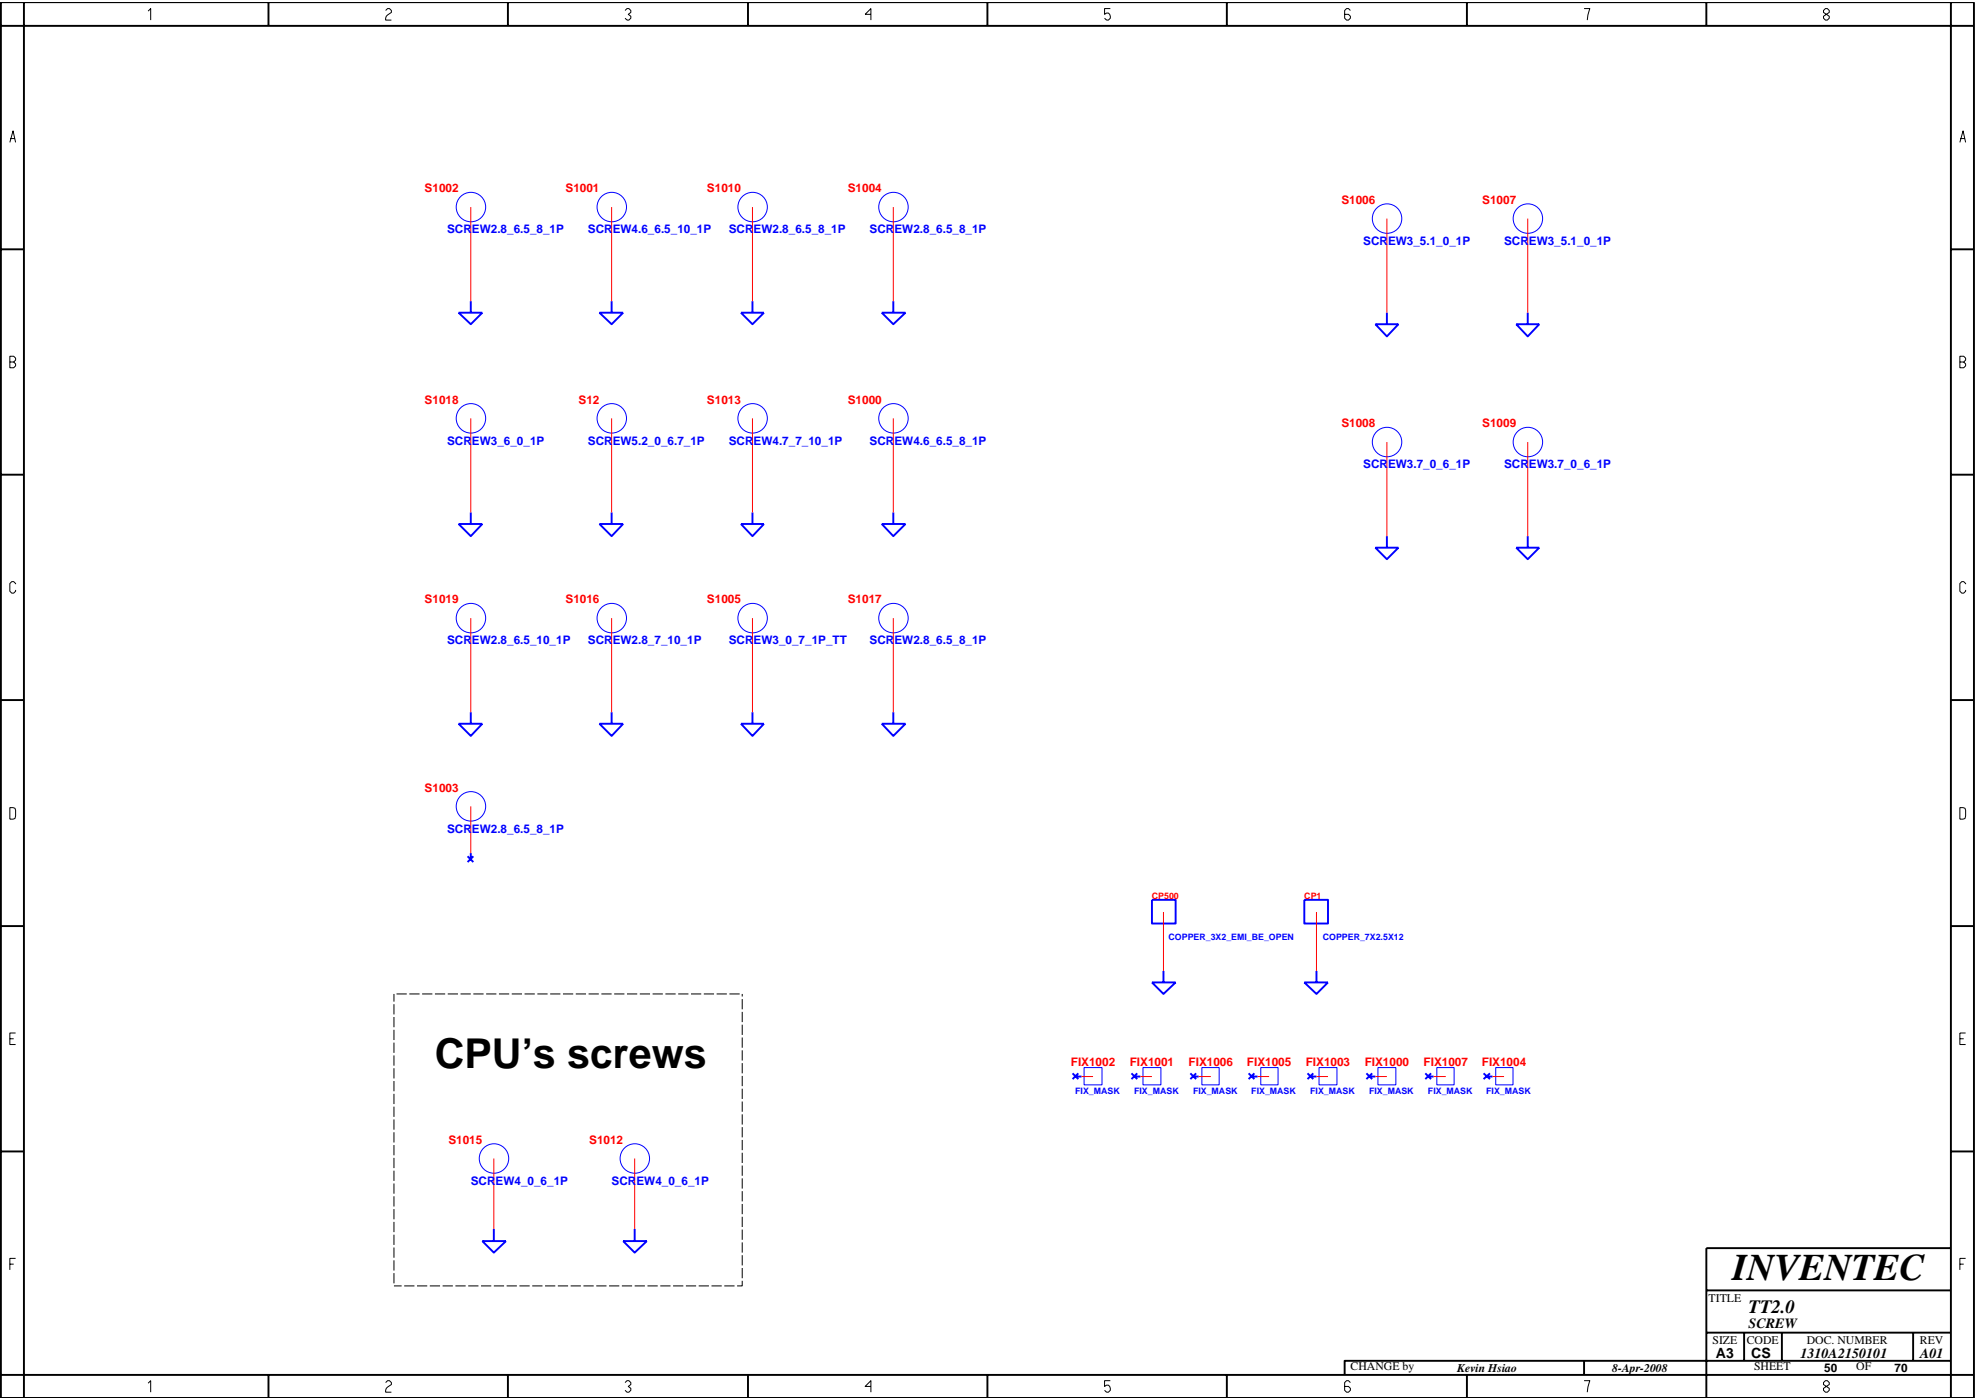 1 2 3 4 5 6 7 8
A A
S1002 S1001 S1010 S1004
SCREW2.8_6.5_8_1P SCREW4.6_6.5_10_1P SCREW2.8_6.5_8_1P SCREW2.8_6.5_8_1P
S1006 S1007
SCREW3_5.1_0_1P SCREW3_5.1_0_1P
B B
S1018 S12 S1013 S1000
SCREW3_6_0_1P SCREW5.2_0_6.7_1P SCREW4.7_7_10_1P SCREW4.6_6.5_8_1P
S1008 S1009
SCREW3.7_0_6_1P SCREW3.7_0_6_1P
C C
S1019 S1016 S1005 S1017
SCREW2.8_6.5_10_1P SCREW2.8_7_10_1P SCREW3_0_7_1P_TT SCREW2.8_6.5_8_1P
S1003
D D
SCREW2.8_6.5_8_1P
CP500 CP1
COPPER_3X2_EMI_BE_OPEN COPPER_7X2.5X12
E E
CPU's screws
FIX1002 FIX1001 FIX1006 FIX1005 FIX1003 FIX1000 FIX1007 FIX1004
FIX_MASK FIX_MASK FIX_MASK FIX_MASK FIX_MASK FIX_MASK FIX_MASK FIX_MASK
S1015 S1012
SCREW4_0_6_1P SCREW4_0_6_1P
F F
INVENTEC
TITLE TT2.0
SCREW
SIZE CODE DOC. NUMBER REV
A3 CS 1310A2150101 A01
CHANGE by Kevin Hsiao 8-Apr-2008 SHEET 50 OF 70
1 2 3 4 5 6 7 8